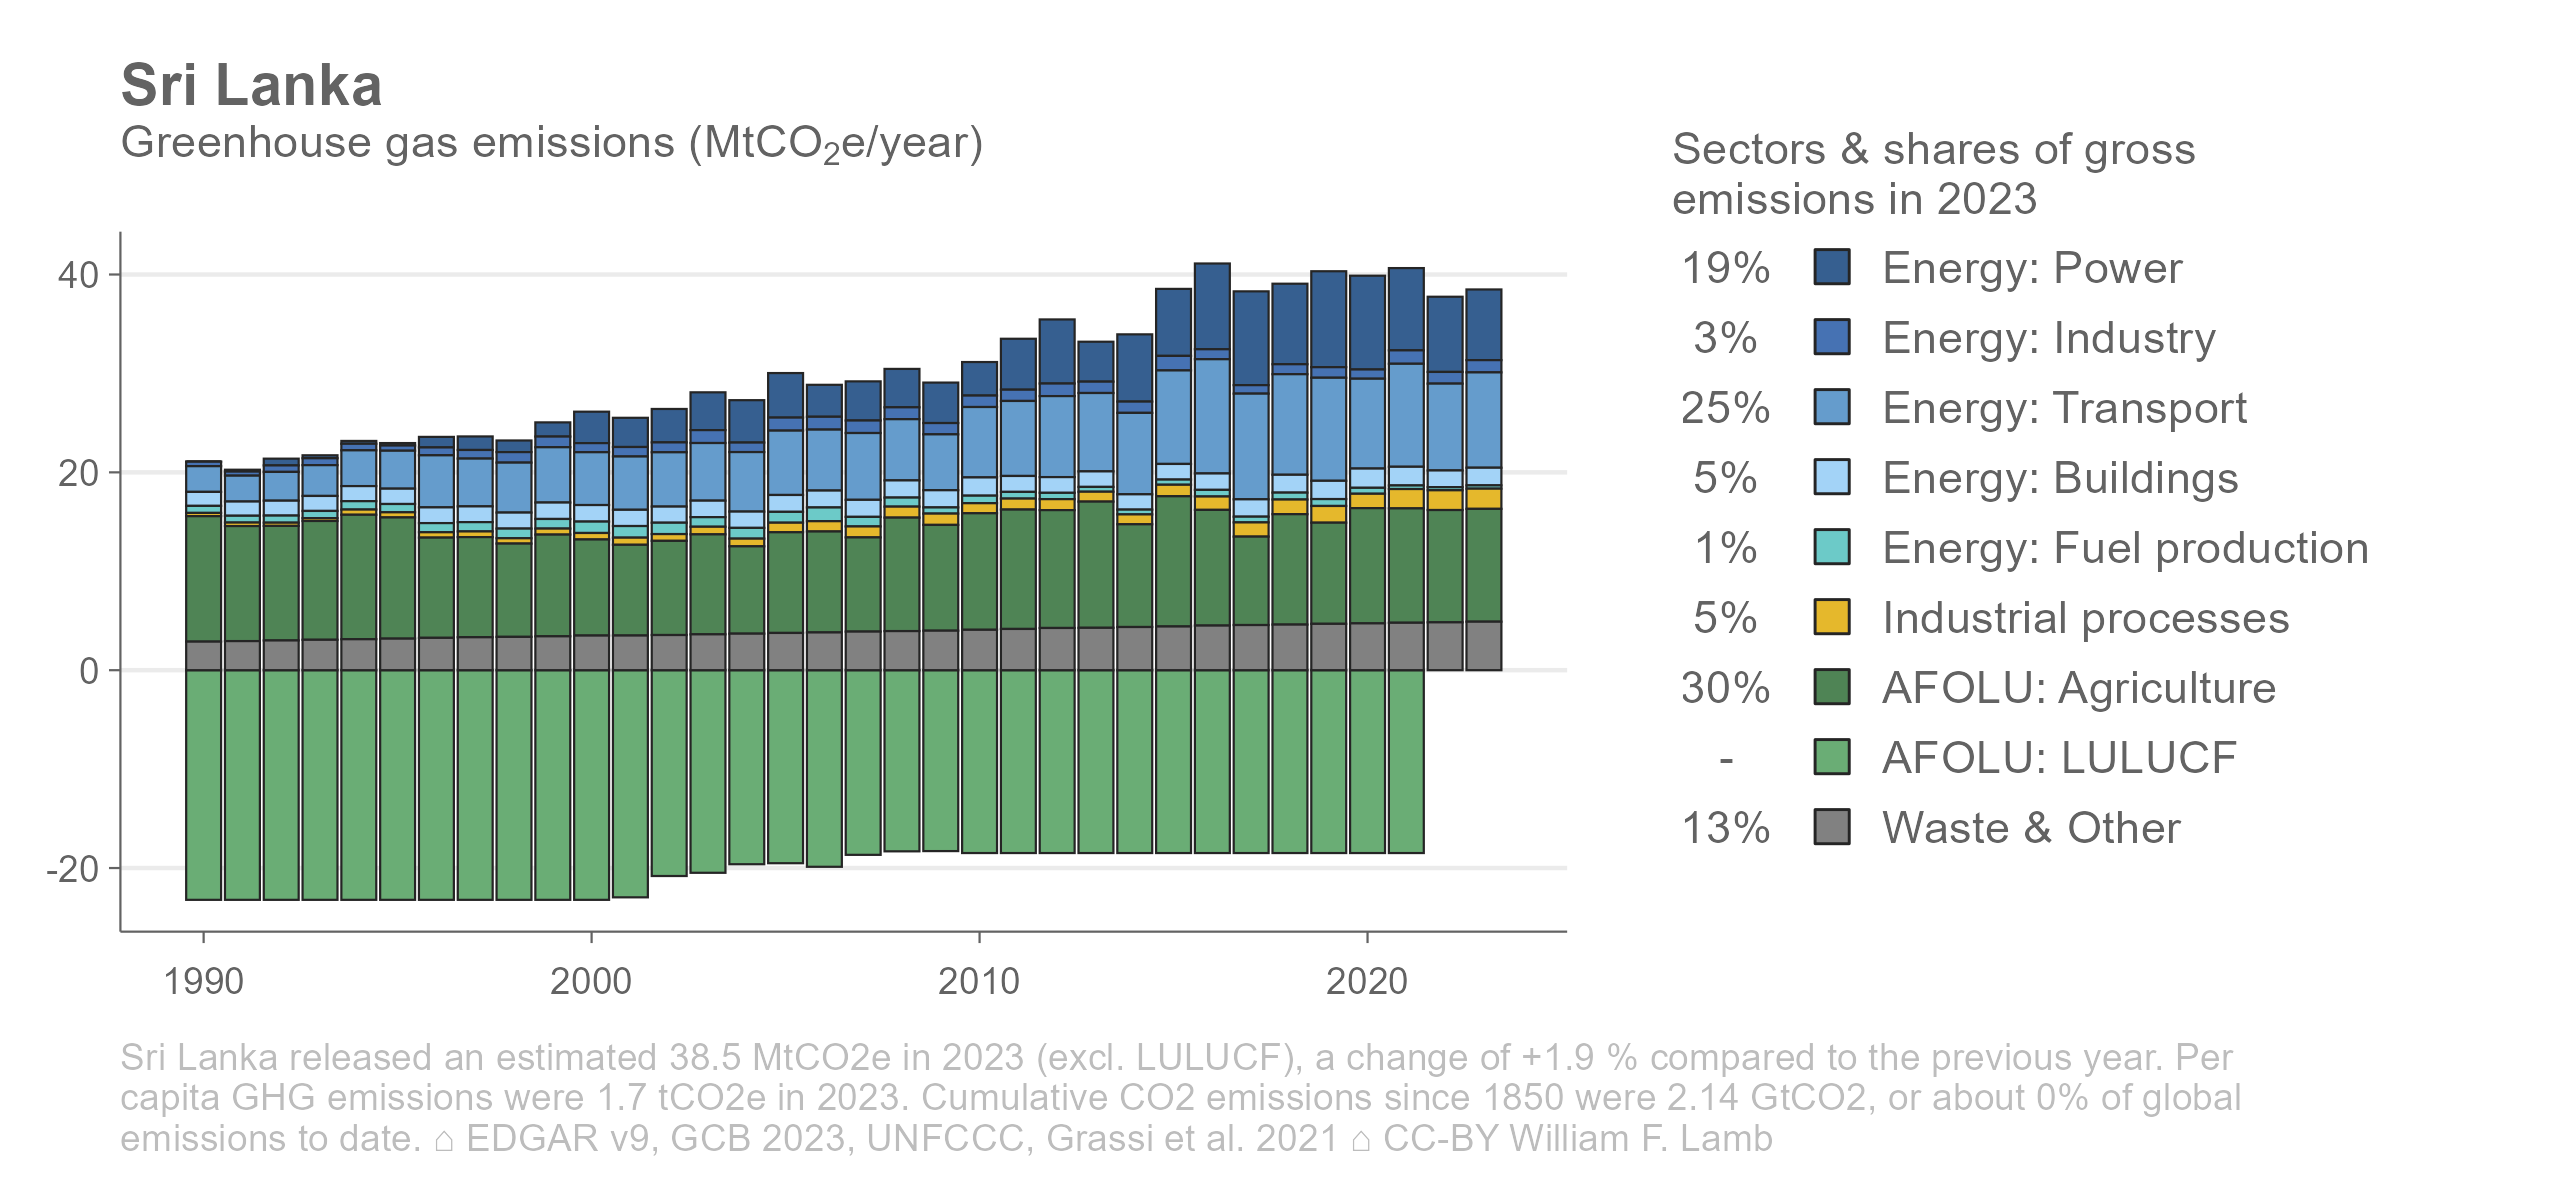 Sri Lanka
Greenhouse gas emissions (MtCO₂e/year)
Sectors & shares of gross
emissions in 2023
19% Energy: Power
3% Energy: Industry
25% Energy: Transport
5% Energy: Buildings
1% Energy: Fuel production
5% Industrial processes
30% AFOLU: Agriculture
- AFOLU: LULUCF
13% Waste & Other
40
20
0
-20
1990 2000 2010 2020
Sri Lanka released an estimated 38.5 MtCO2e in 2023 (excl. LULUCF), a change of +1.9 % compared to the previous year. Per
capita GHG emissions were 1.7 tCO2e in 2023. Cumulative CO2 emissions since 1850 were 2.14 GtCO2, or about 0% of global
emissions to date. ⌂ EDGAR v9, GCB 2023, UNFCCC, Grassi et al. 2021 ⌂ CC-BY William F. Lamb